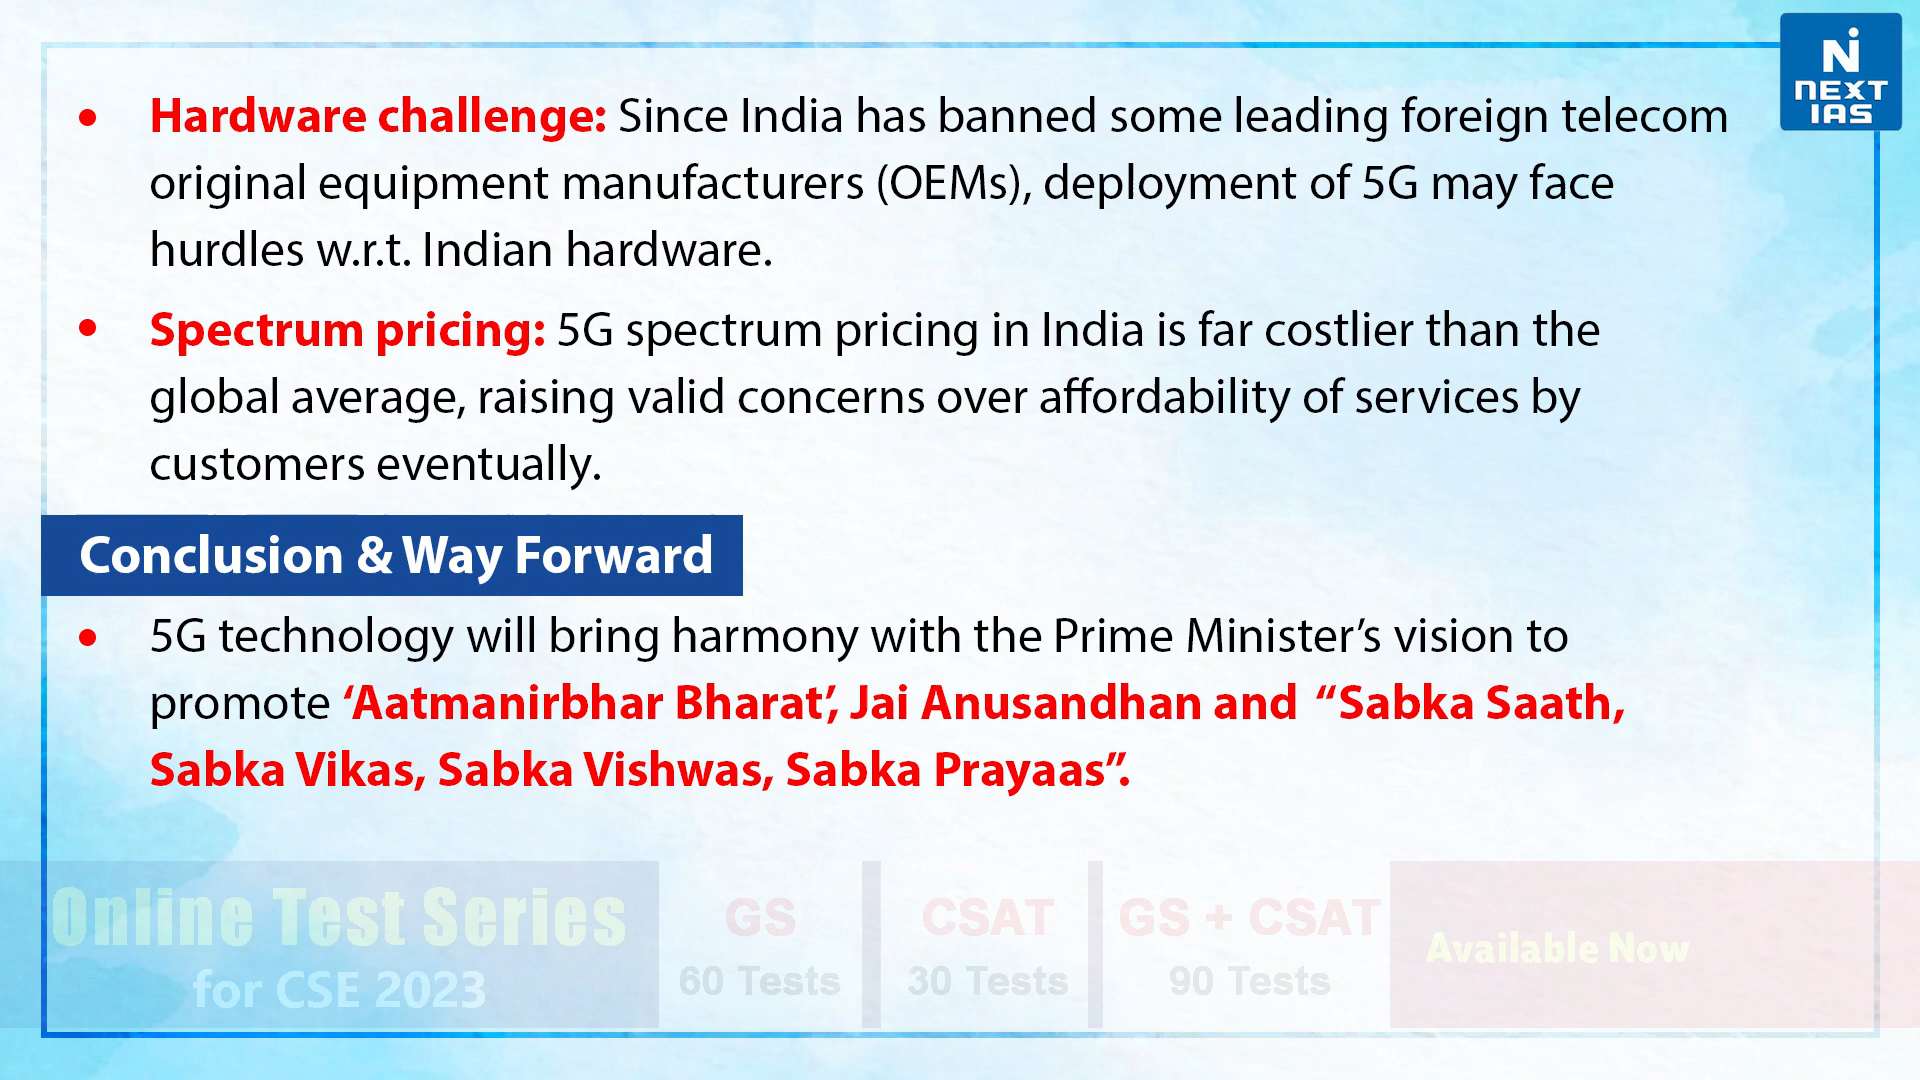 NEXT
IAS
• Hardware challenge: Since India has banned some leading foreign telecom
original equipment manufacturers (OEMs), deployment of 5G may face
hurdles w.r.t. Indian hardware.
• Spectrum pricing: 5G spectrum pricing in India is far costlier than the
global average, raising valid concerns over affordability of services by
customers eventually.
Conclusion & Way Forward
• 5G technology will bring harmony with the Prime Minister’s vision to
promote ‘Aatmanirbhar Bharat’, Jai Anusandhan and “Sabka Saath,
Sabka Vikas, Sabka Vishwas, Sabka Prayaas”.
Online Test Series
for CSE 2023
GS
60 Tests
CSAT
30 Tests
GS + CSAT
90 Tests
Available Now